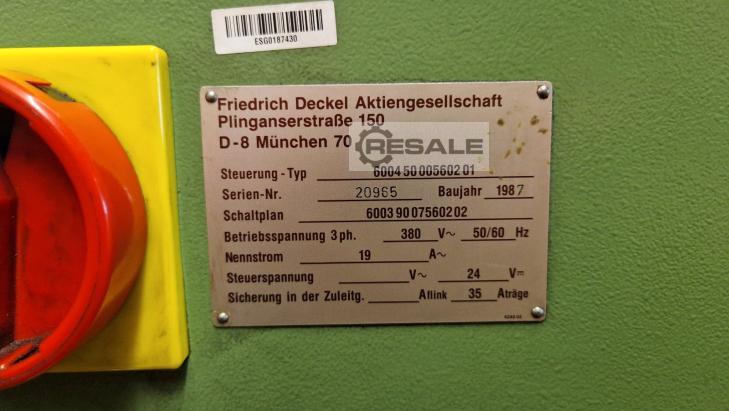 ESG0187430
Friedrich Deckel Aktiengesellschaft
Plinganserstraße 150
D-8 München 70
RESALE
Steuerung-Typ 6004 50 00560201
Serien-Nr. 20965 Baujahr 1987
Schaltplan 6003 90 07560202
Betriebsspannung 3 ph. 380 V~ 50/60 Hz
Nennstrom 19 A~
Steuerspannung V~ 24 V=
Sicherung in der Zuleitg. Aflink 35 Aträge